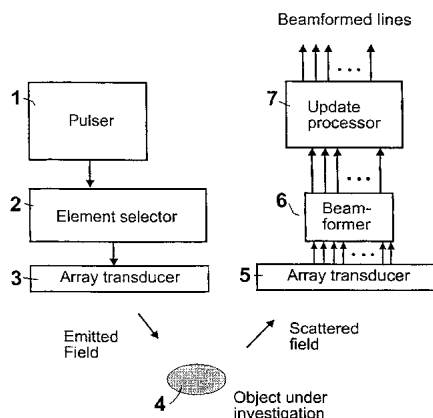 Beamformed lines
1
Pulser
7
Update
processor
2
Element selector
6
Beam-
former
3
Array transducer
5
Array transducer
Emitted
Field
Scattered
field
4
Object under
investigation